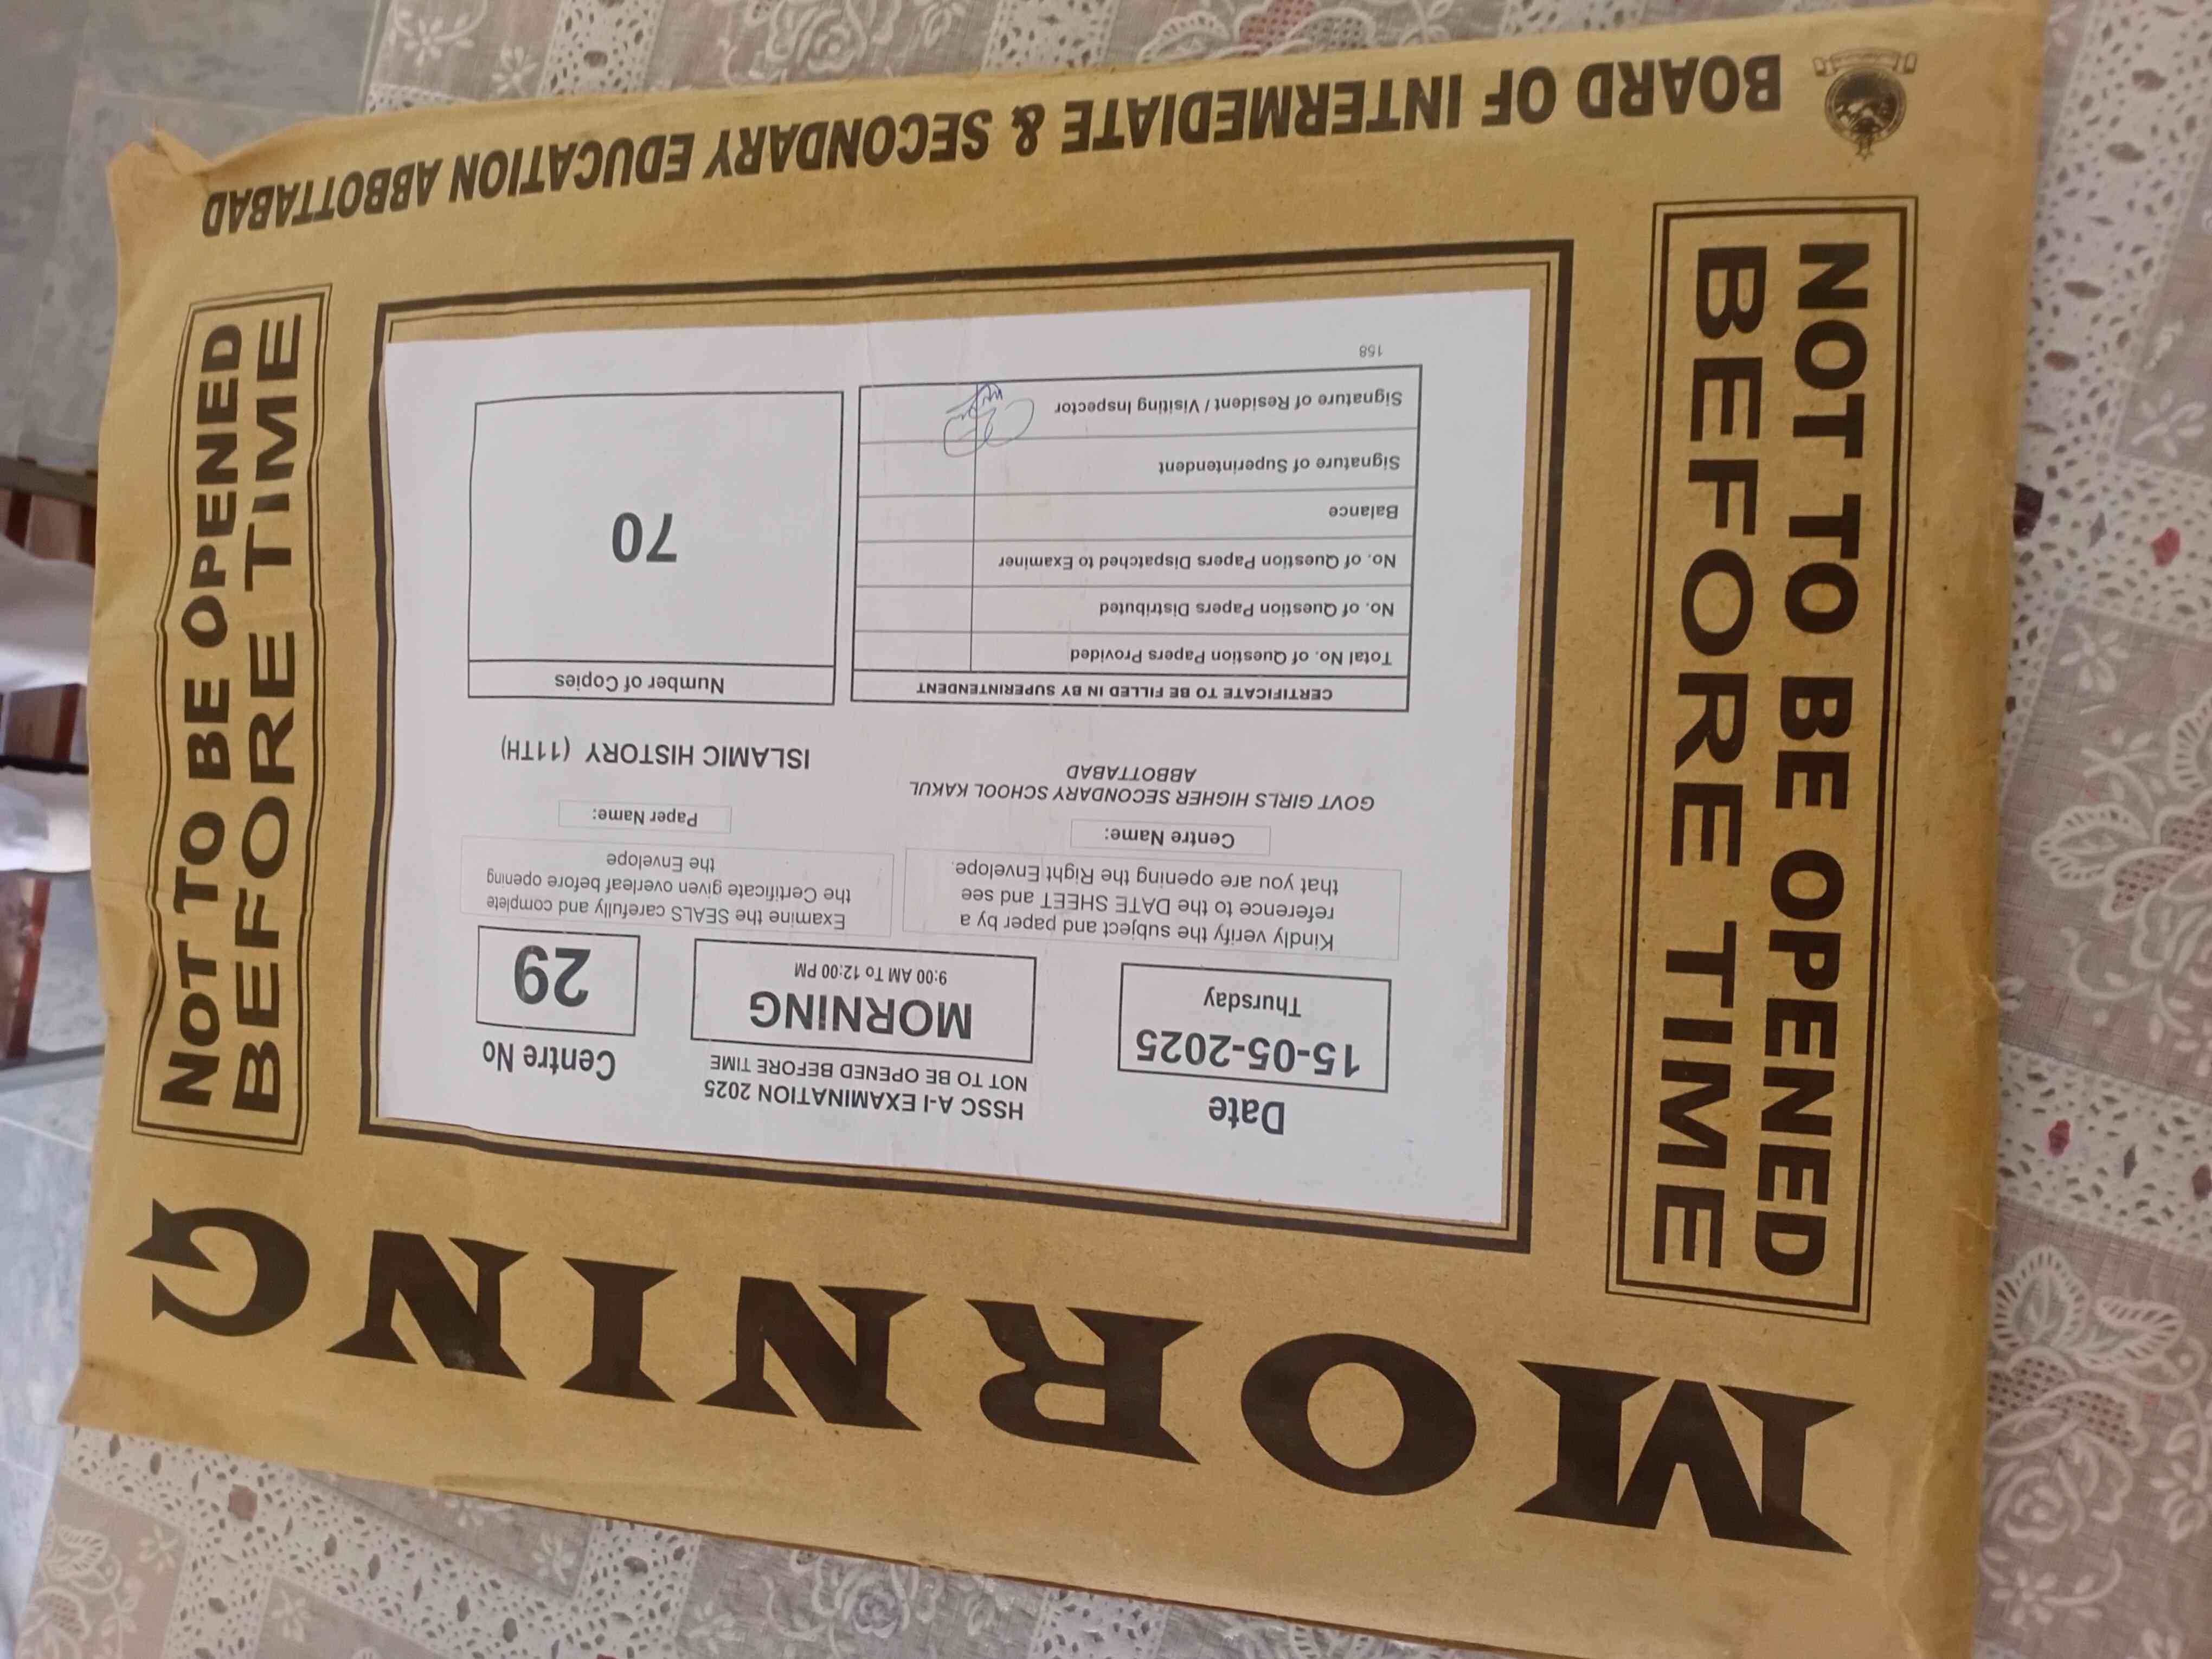 MORNING
NOT TO BE OPENED
BEFORE TIME
Date
15-05-2025
Thursday
HSSC A-I EXAMINATION 2025
NOT TO BE OPENED BEFORE TIME
MORNING
9:00 AM To 12:00 PM
Centre No
29
Kindly verify the subject and paper by a
reference to the DATE SHEET and see
that you are opening the Right Envelope.
Examine the SEALS carefully and complete
the Certificate given overleaf before opening
the Envelope
Centre Name:
GOVT GIRLS HIGHER SECONDARY SCHOOL KAKUL
ABBOTTABAD
Paper Name:
ISLAMIC HISTORY (11TH)
CERTIFICATE TO BE FILLED IN BY SUPERINTENDENT
Total No. of Question Papers Provided
No. of Question Papers Distributed
No. of Question Papers Dispatched to Examiner
Balance
Signature of Superintendent
Signature of Resident / Visiting Inspector
158
Number of Copies
70
NOT TO BE OPENED
BEFORE TIME
BOARD OF INTERMEDIATE & SECONDARY EDUCATION ABBOTTABAD